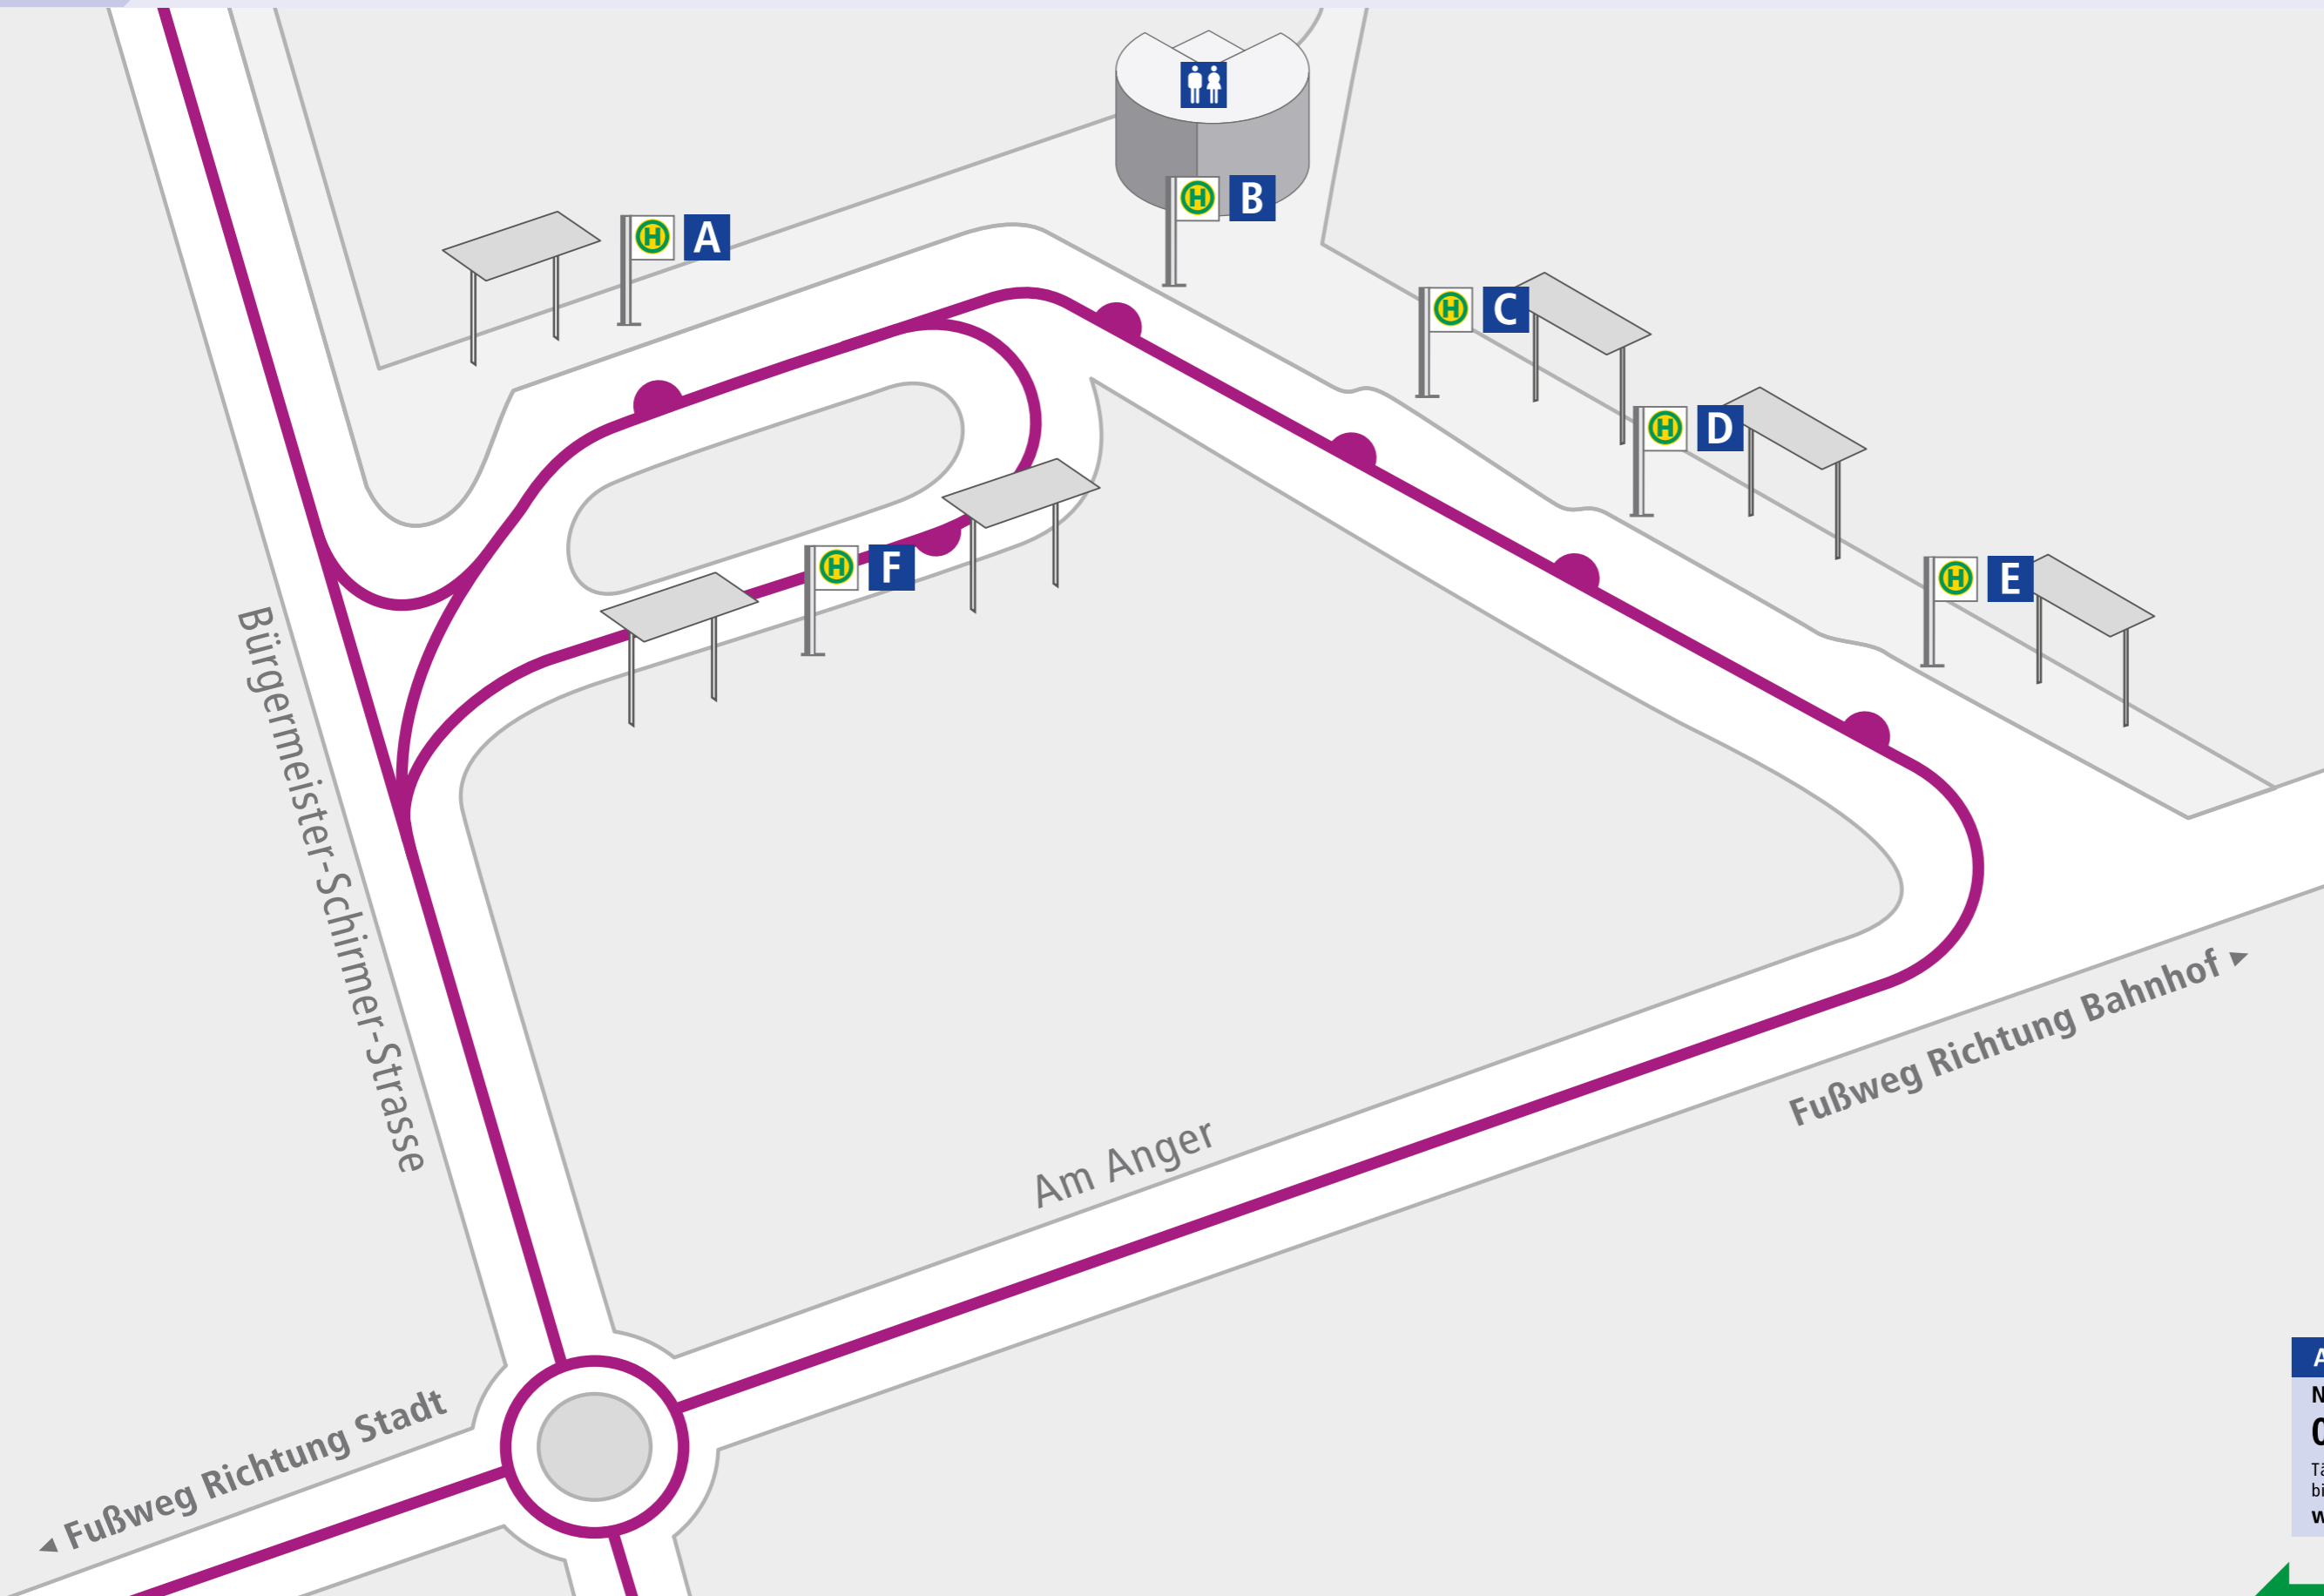 H B
H A
H C
H D
H F
H E
Bürgermeister-Schirmer-Strasse
Fußweg Richtung Bahnhof
Am Anger
Fußweg Richtung Stadt